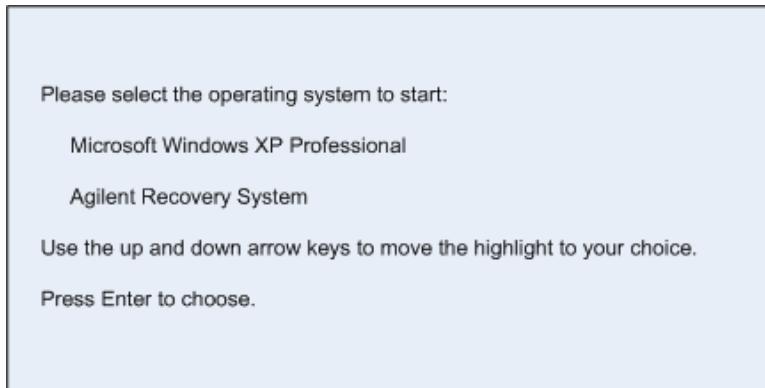 Please select the operating system to start:
Microsoft Windows XP Professional
Agilent Recovery System
Use the up and down arrow keys to move the highlight to your choice.
Press Enter to choose.